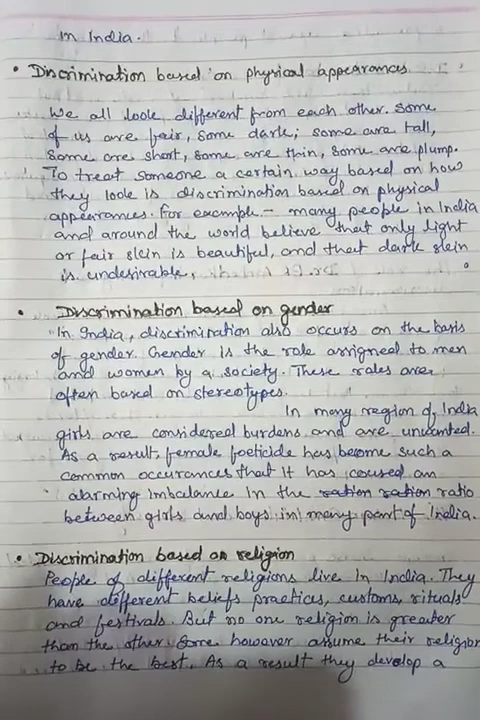 in India.
• Discrimination based on physical appearances
We all look different from each other. Some
of us are fair, some dark; some are tall,
some are short, some are thin, some are plump.
To treat someone a certain way based on how
they look is discrimination based on physical
appearances. For example - many people in India
and around the world believe that only light
or fair skin is beautiful, and that dark skin
is undesirable,
• Discrimination based on gender
In India, discrimination also occurs on the basis
of gender. Gender is the role assigned to men
and women by a society. These roles are
often based on stereotypes.
In many region of India
girls are considered burdens and are unwanted.
As a result, female foeticide has become such a
common occurances that it has caused an
alarming imbalance in the ration ration ratio
between girls and boys in many part of India.
• Discrimination based on religion
People of different religions live in India. They
have different beliefs practices, customs, rituals
and festivals. But no one religion is greater
than the other. Some however assume their religion
to be the best. As a result they develop a